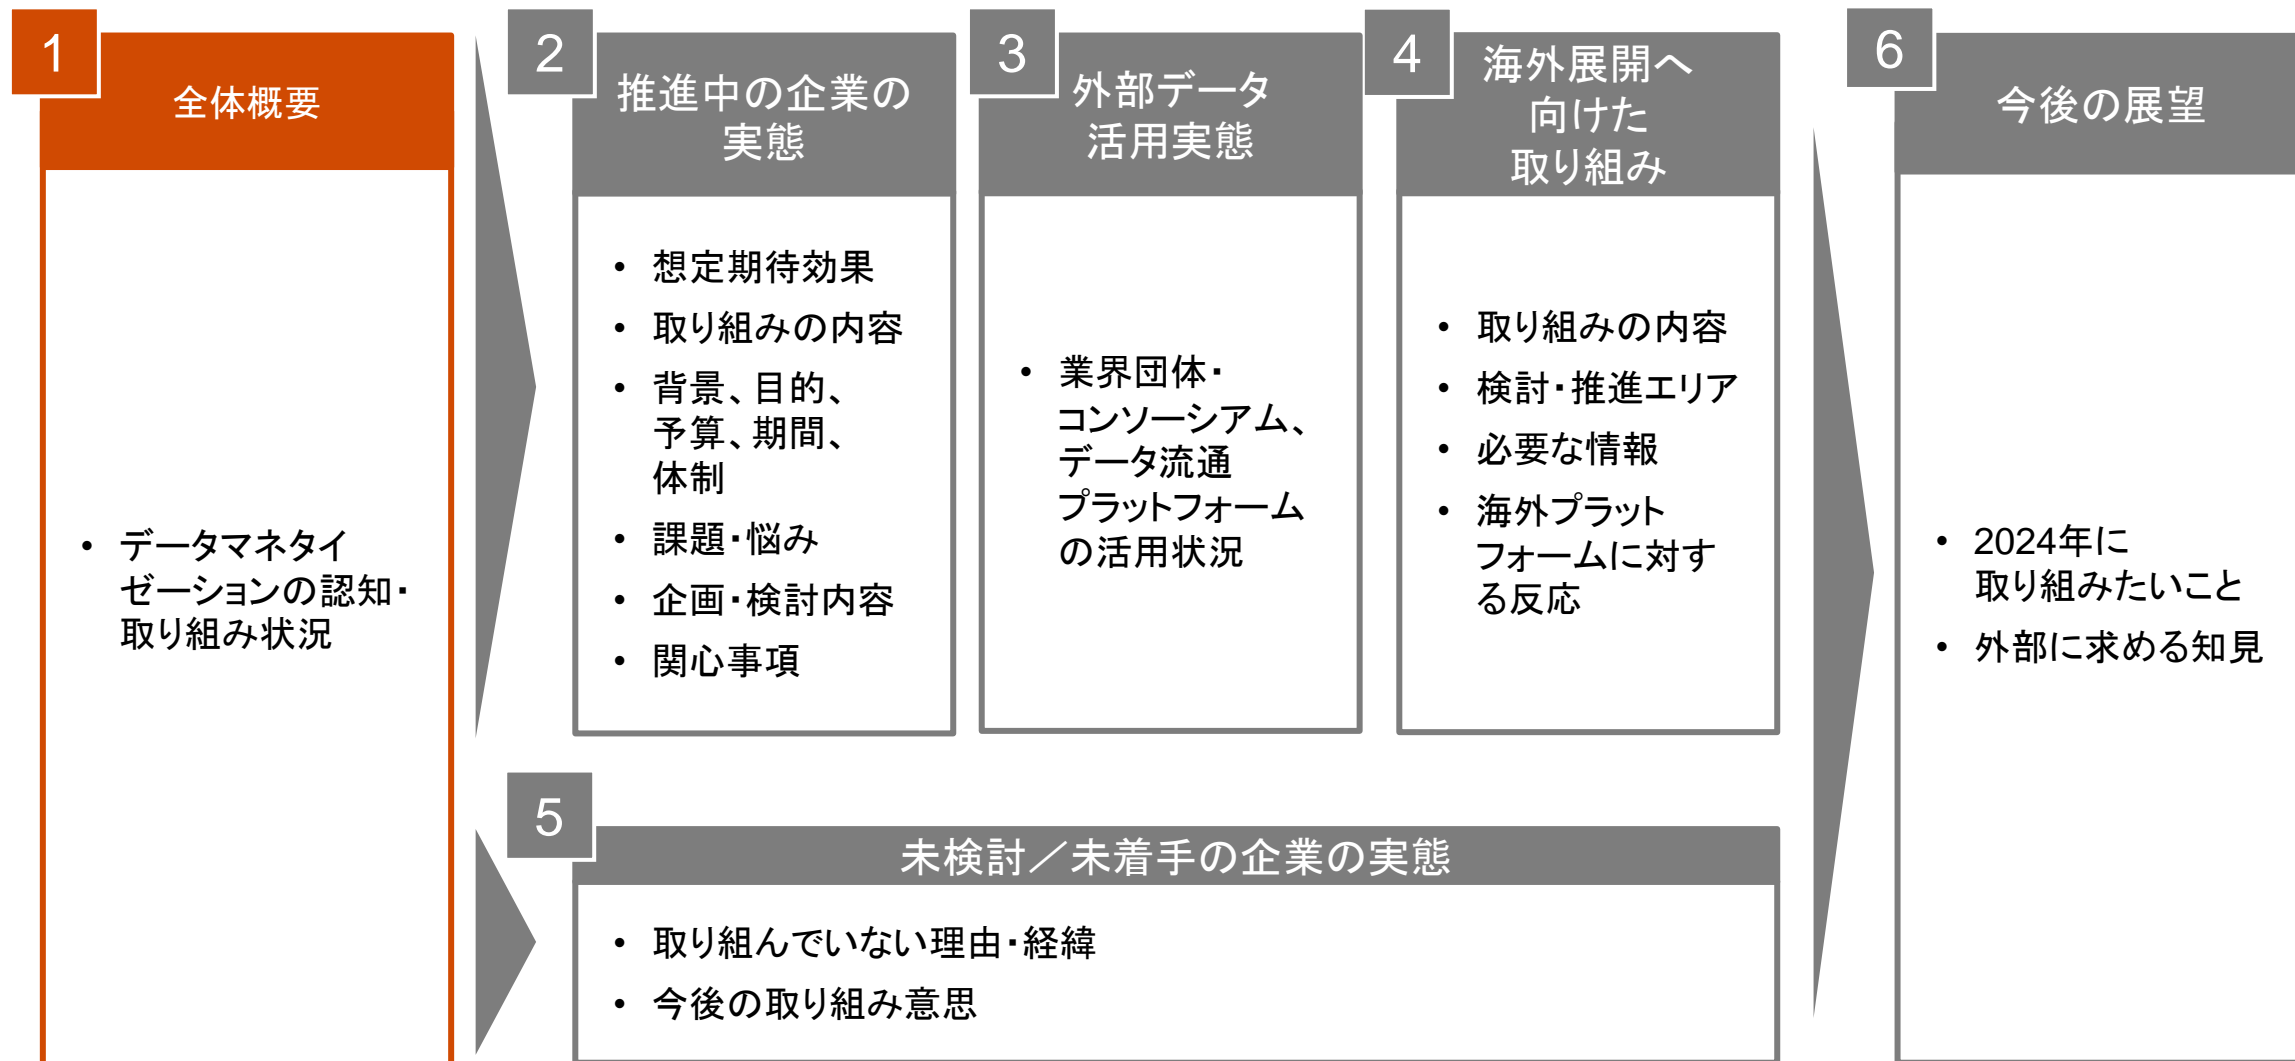 1
全体概要
• データマネタイ
ゼーションの認知・
取り組み状況
2
推進中の企業の
実態
• 想定期待効果
• 取り組みの内容
• 背景、目的、
予算、期間、
体制
• 課題・悩み
• 企画・検討内容
• 関心事項
3
外部データ
活用実態
• 業界団体・
コンソーシアム、
データ流通
プラットフォーム
の活用状況
4
海外展開へ
向けた
取り組み
• 取り組みの内容
• 検討・推進エリア
• 必要な情報
• 海外プラット
フォームに対す
る反応
5
未検討／未着手の企業の実態
• 取り組んでいない理由・経緯
• 今後の取り組み意思
6
今後の展望
• 2024年に
取り組みたいこと
• 外部に求める知見